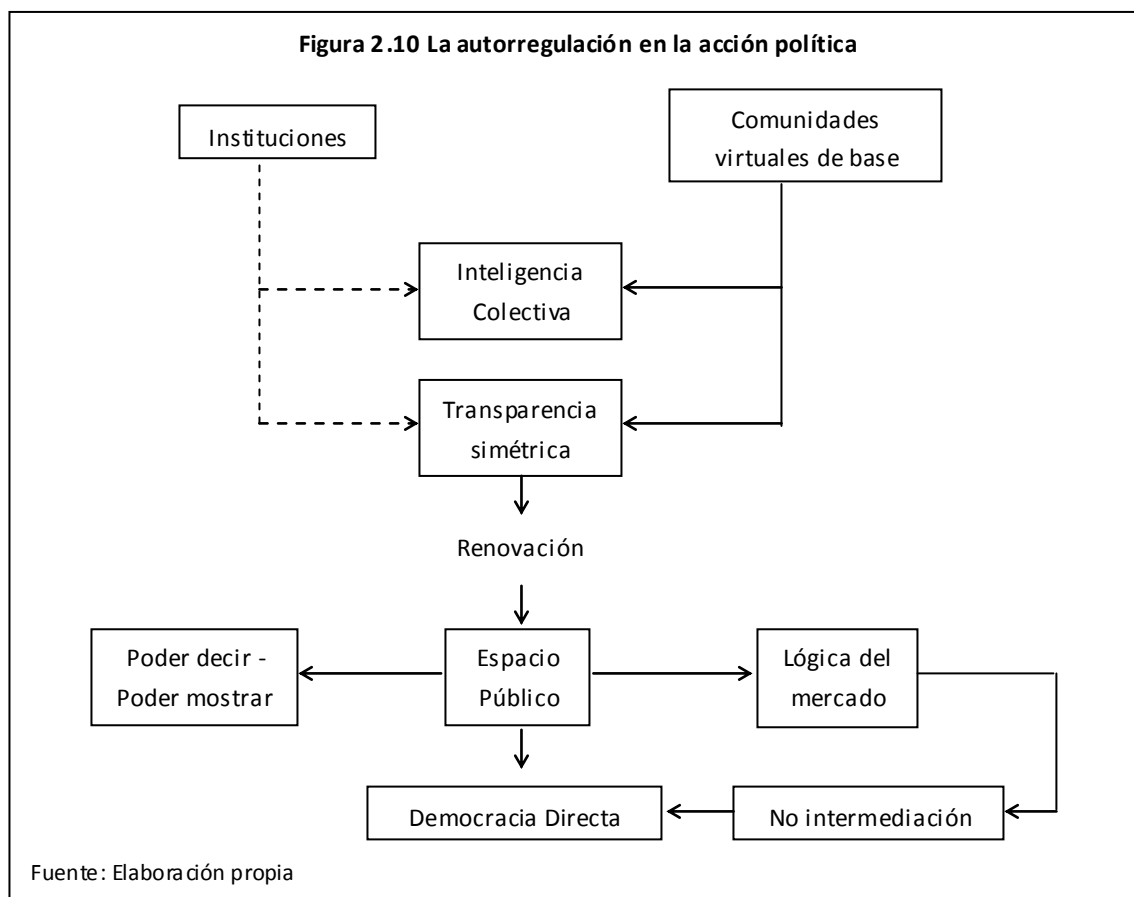 Figura 2.10 La autorregulación en la acción política
Instituciones
Comunidades
virtuales de base
Inteligencia
Colectiva
Transparencia
simétrica
Renovación
Poder decir -
Poder mostrar
Espacio
Público
Lógica del
mercado
Democracia Directa
No intermediación
Fuente: Elaboración propia